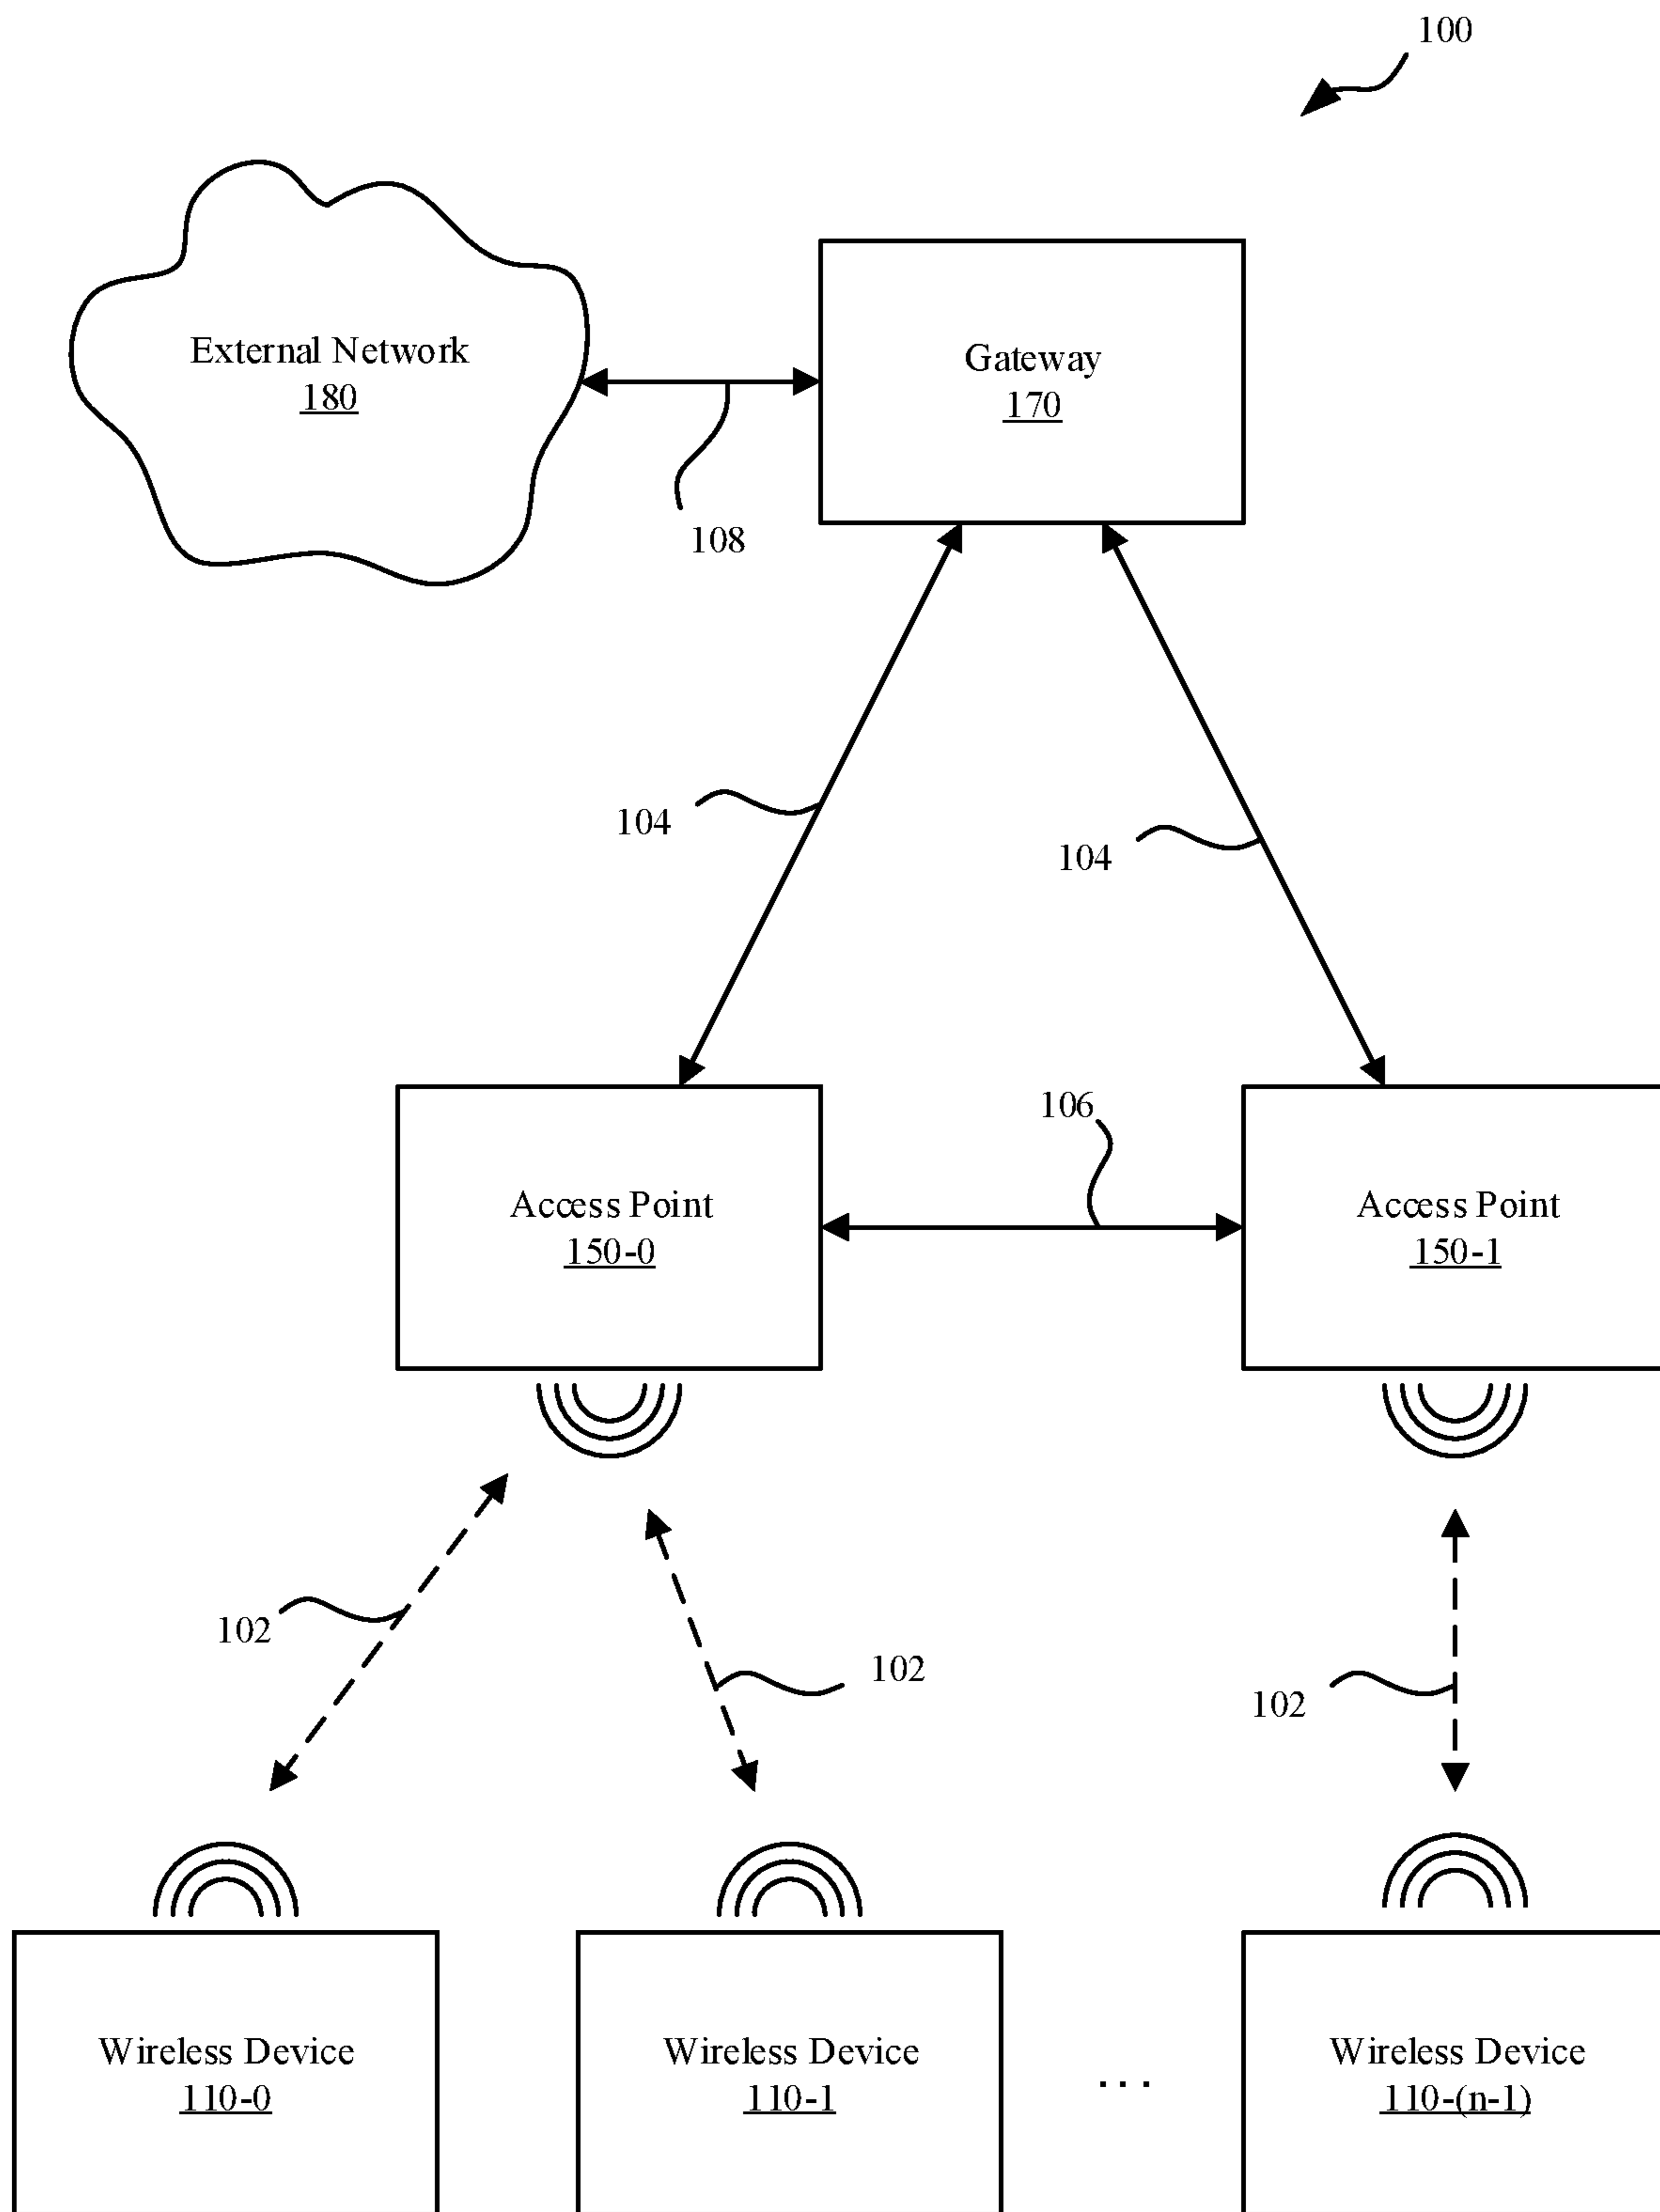 100
External Network
180
Gateway
170
108
104
104
106
Access Point
150-0
Access Point
150-1
102
102
102
Wireless Device
110-0
Wireless Device
110-1
...
Wireless Device
110-(n-1)